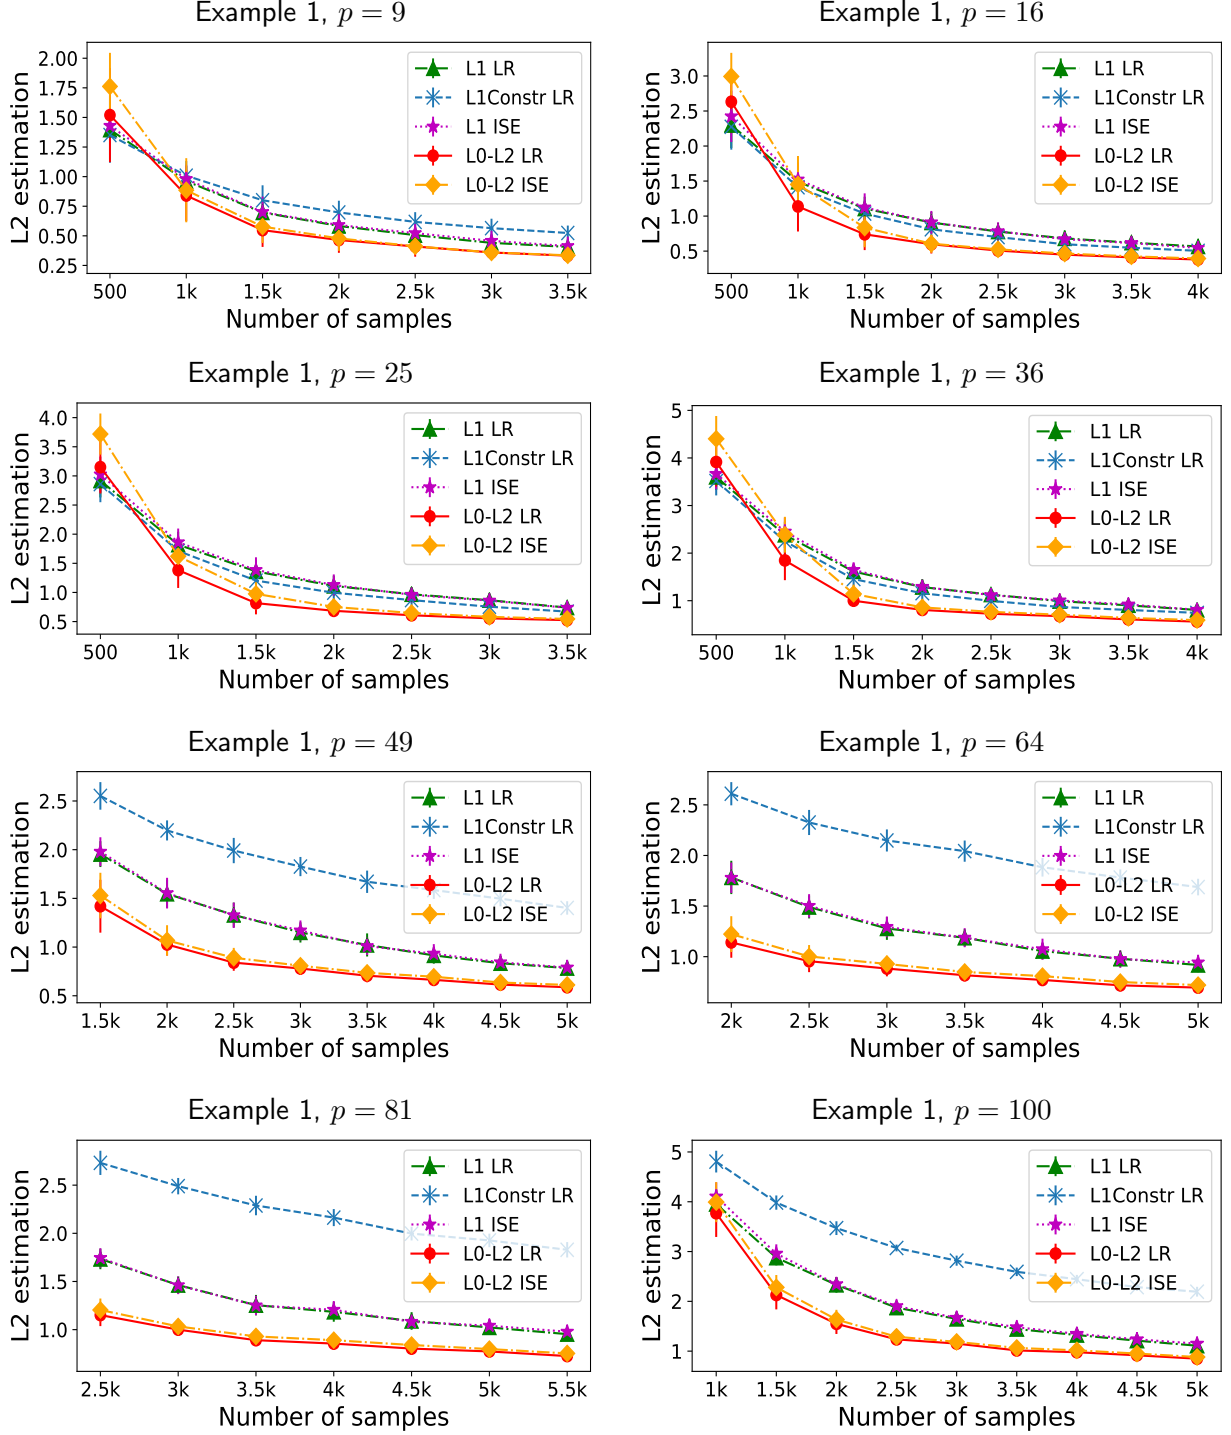 Example 1, p = 9
L2 estimation
2.00
1.75
1.50
1.25
1.00
0.75
0.50
0.25
L1 LR
L1Constr LR
L1 ISE
L0-L2 LR
L0-L2 ISE
500 1k 1.5k 2k 2.5k 3k 3.5k
Number of samples
Example 1, p = 16
L2 estimation
3.0
2.5
2.0
1.5
1.0
0.5
L1 LR
L1Constr LR
L1 ISE
L0-L2 LR
L0-L2 ISE
500 1k 1.5k 2k 2.5k 3k 3.5k 4k
Number of samples
Example 1, p = 25
L2 estimation
4.0
3.5
3.0
2.5
2.0
1.5
1.0
0.5
L1 LR
L1Constr LR
L1 ISE
L0-L2 LR
L0-L2 ISE
500 1k 1.5k 2k 2.5k 3k 3.5k
Number of samples
Example 1, p = 36
L2 estimation
5
4
3
2
1
L1 LR
L1Constr LR
L1 ISE
L0-L2 LR
L0-L2 ISE
500 1k 1.5k 2k 2.5k 3k 3.5k 4k
Number of samples
Example 1, p = 49
L2 estimation
2.5
2.0
1.5
1.0
0.5
L1 LR
L1Constr LR
L1 ISE
L0-L2 LR
L0-L2 ISE
1.5k 2k 2.5k 3k 3.5k 4k 4.5k 5k
Number of samples
Example 1, p = 64
L2 estimation
2.5
2.0
1.5
1.0
L1 LR
L1Constr LR
L1 ISE
L0-L2 LR
L0-L2 ISE
2k 2.5k 3k 3.5k 4k 4.5k 5k
Number of samples
Example 1, p = 81
L2 estimation
2.5
2.0
1.5
1.0
L1 LR
L1Constr LR
L1 ISE
L0-L2 LR
L0-L2 ISE
2.5k 3k 3.5k 4k 4.5k 5k 5.5k
Number of samples
Example 1, p = 100
L2 estimation
5
4
3
2
1
L1 LR
L1Constr LR
L1 ISE
L0-L2 LR
L0-L2 ISE
1k 1.5k 2k 2.5k 3k 3.5k 4k 4.5k 5k
Number of samples